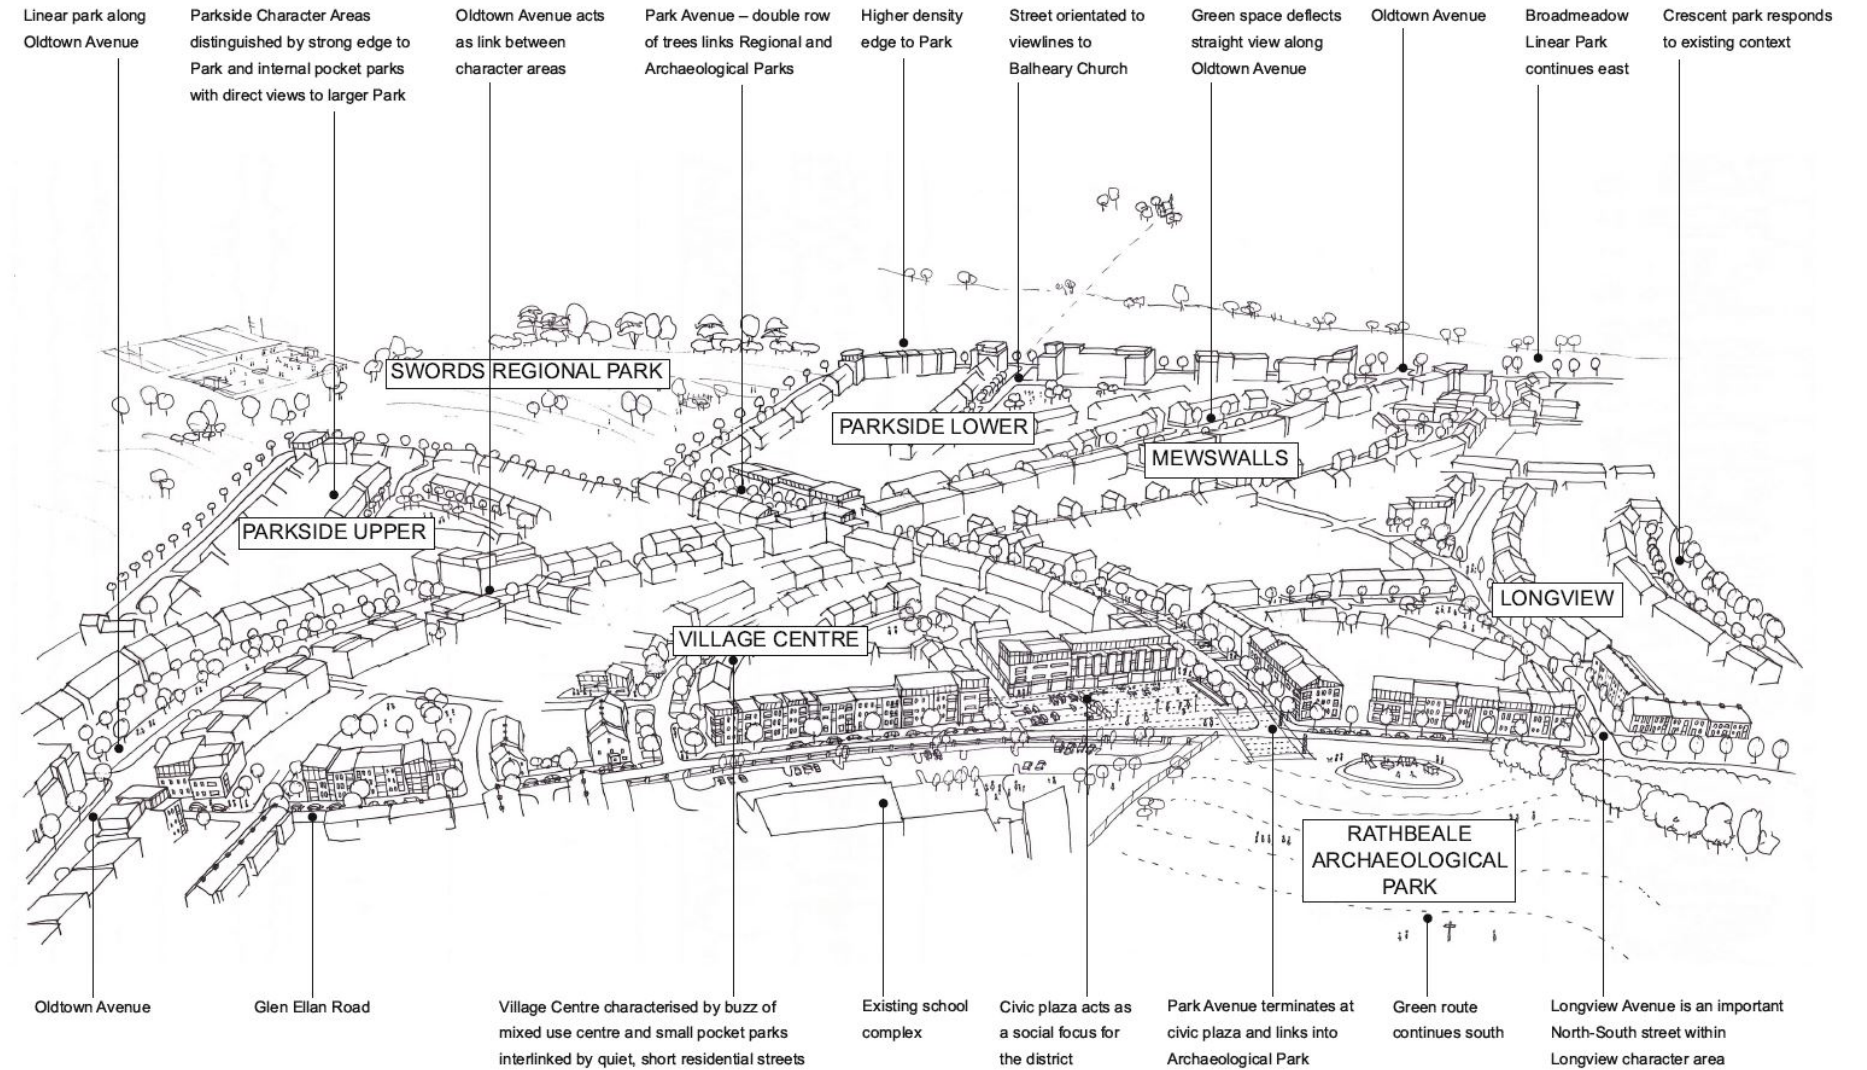 Linear park along
Oldtown Avenue
Parkside Character Areas
distinguished by strong edge to
Park and internal pocket parks
with direct views to larger Park
Oldtown Avenue acts
as link between
character areas
Park Avenue – double row
of trees links Regional and
Archaeological Parks
Higher density
edge to Park
Street orientated to
viewlines to
Balheary Church
Green space deflects
straight view along
Oldtown Avenue
Oldtown Avenue
Broadmeadow
Linear Park
continues east
Crescent park responds
to existing context
SWORDS REGIONAL PARK
PARKSIDE LOWER
MEWSWALLS
PARKSIDE UPPER
LONGVIEW
VILLAGE CENTRE
RATHBEALE
ARCHAEOLOGICAL
PARK
Oldtown Avenue
Glen Ellan Road
Village Centre characterised by buzz of
mixed use centre and small pocket parks
interlinked by quiet, short residential streets
Existing school
complex
Civic plaza acts as
a social focus for
the district
Park Avenue terminates at
civic plaza and links into
Archaeological Park
Green route
continues south
Longview Avenue is an important
North-South street within
Longview character area